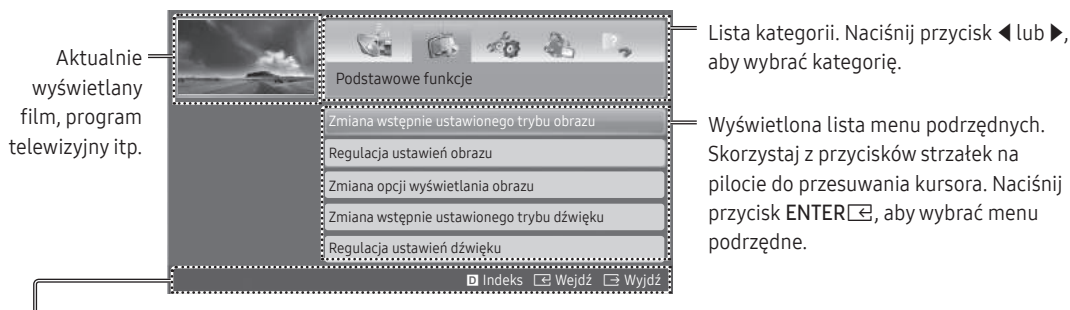 Aktualnie
wyświetlany
film, program
telewizyjny itp.
Podstawowe funkcje
Lista kategorii. Naciśnij przycisk ◀ lub ▶,
aby wybrać kategorię.
Zmiana wstępnie ustawionego trybu obrazu
Regulacja ustawień obrazu
Zmiana opcji wyświetlania obrazu
Zmiana wstępnie ustawionego trybu dźwięku
Regulacja ustawień dźwięku
Wyświetlona lista menu podrzędnych.
Skorzystaj z przycisków strzałek na
pilocie do przesuwania kursora. Naciśnij
przycisk ENTER, aby wybrać menu
podrzędne.
D Indeks Wejdź Wyjdź